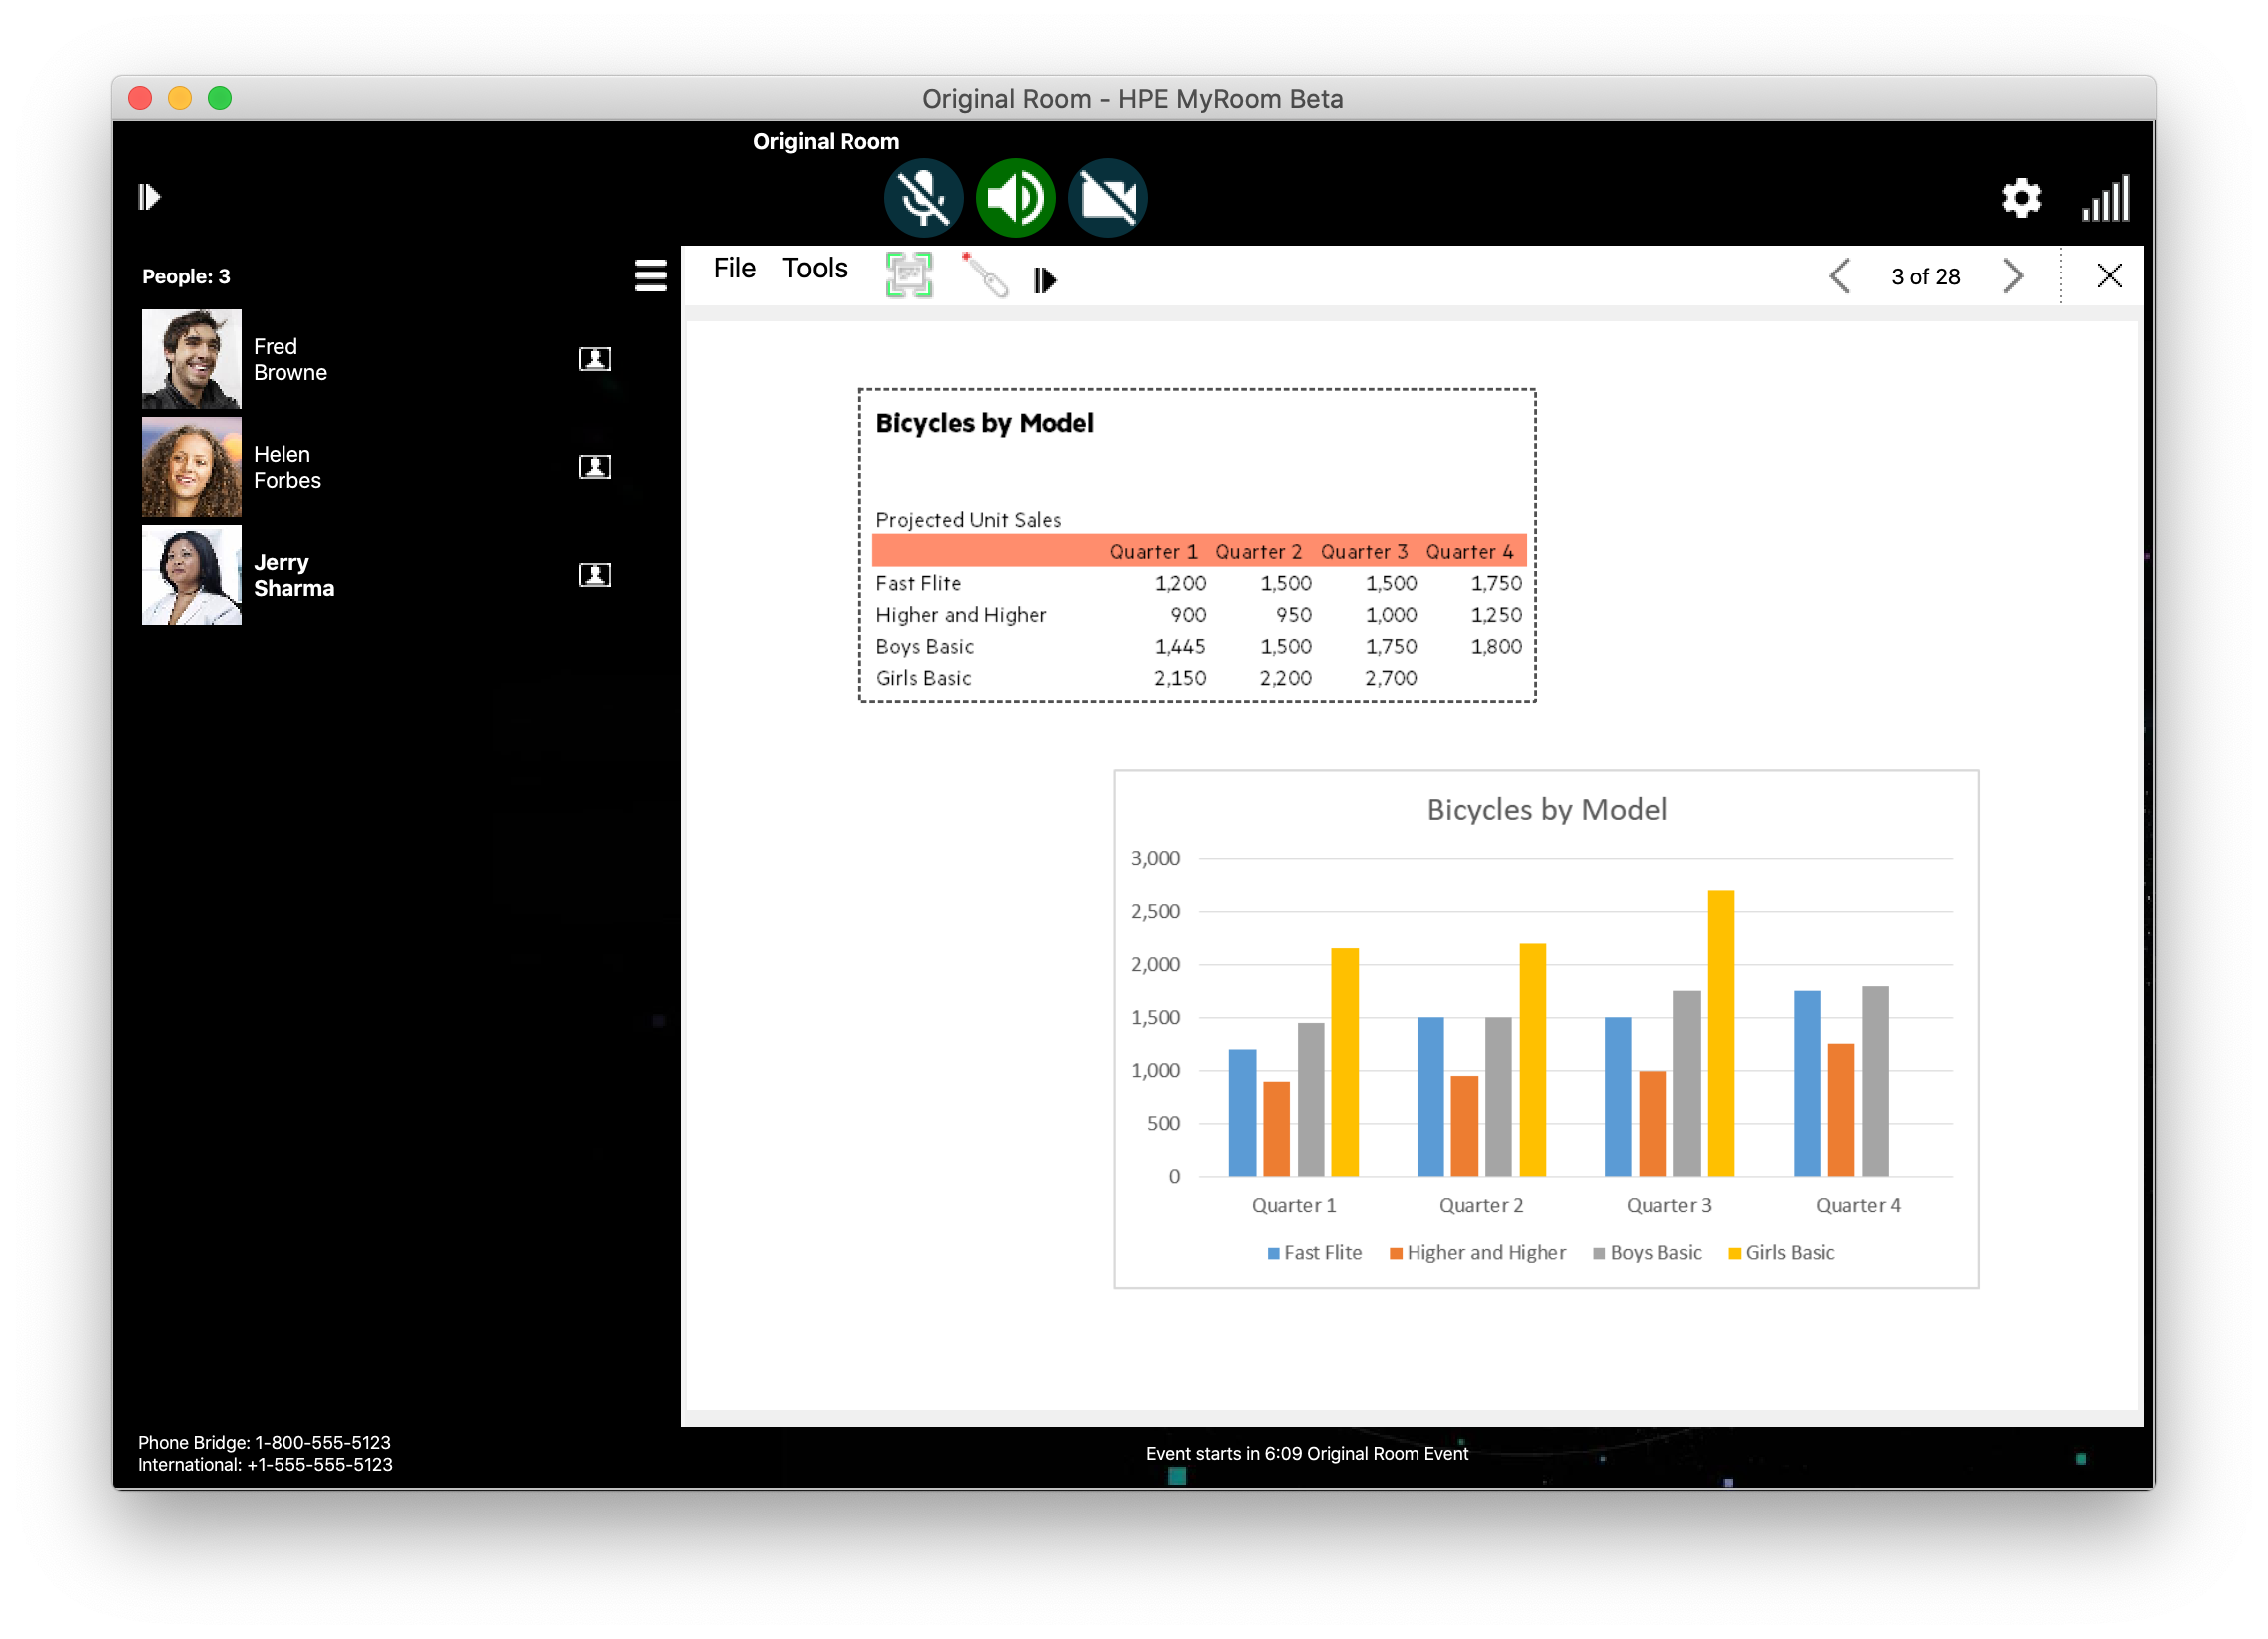 Original Room - HPE MyRoom Beta
Original Room
People: 3
Fred
Browne
Helen
Forbes
Jerry
Sharma
File Tools
3 of 28
Bicycles by Model
Projected Unit Sales
Quarter 1 Quarter 2 Quarter 3 Quarter 4
Fast Flite 1,200 1,500 1,500 1,750
Higher and Higher 900 950 1,000 1,250
Boys Basic 1,445 1,500 1,750 1,800
Girls Basic 2,150 2,200 2,700
Bicycles by Model
3,000
2,500
2,000
1,500
1,000
500
0
Quarter 1 Quarter 2 Quarter 3 Quarter 4
Fast Flite Higher and Higher Boys Basic Girls Basic
Phone Bridge: 1-800-555-5123
International: +1-555-555-5123
Event starts in 6:09 Original Room Event